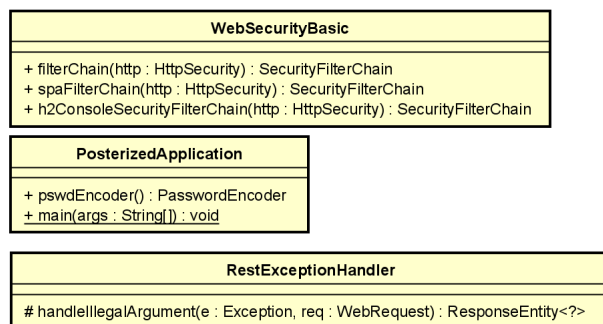 WebSecurityBasic
+ filterChain(http : HttpSecurity) : SecurityFilterChain
+ spaFilterChain(http : HttpSecurity) : SecurityFilterChain
+ h2ConsoleSecurityFilterChain(http : HttpSecurity) : SecurityFilterChain
PosterizedApplication
+ pswdEncoder() : PasswordEncoder
+ main(args : String[]) : void
RestExceptionHandler
# handleIllegalArgument(e : Exception, req : WebRequest) : ResponseEntity<?>